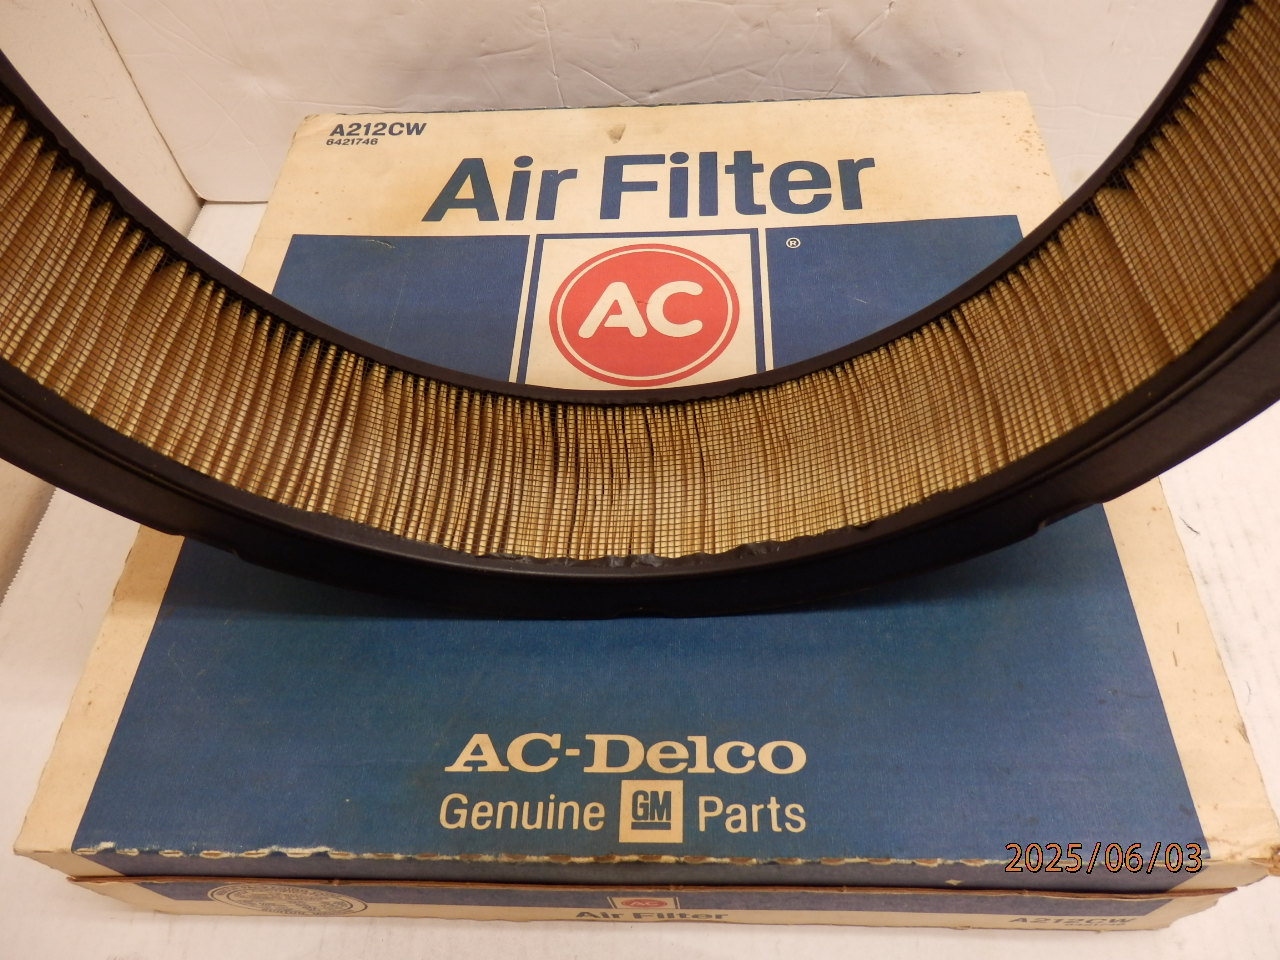 A212CW
6421746
Air Filter
AC
®
AC-Delco
Genuine GM Parts
2025/06/03
AC
Air Filter
A212CW